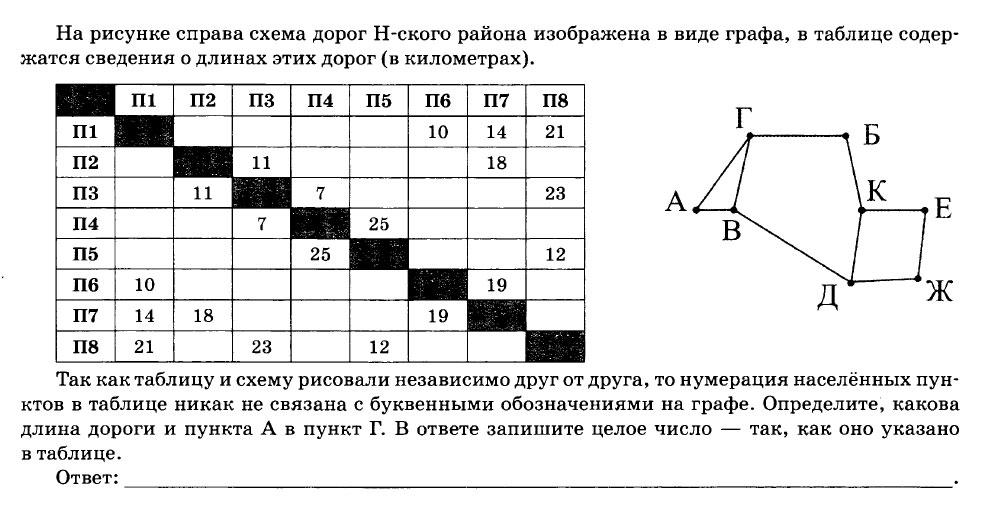 На рисунке справа схема дорог Н-ского района изображена в виде графа, в таблице содер-
жатся сведения о длинах этих дорог (в километрах).
П1 П2 П3 П4 П5 П6 П7 П8
П1 10 14 21
П2 11 18
П3 11 7 23
П4 7 25
П5 25 12
П6 10 19
П7 14 18 19
П8 21 23 12
Г Б
А В К Е
Д Ж
Так как таблицу и схему рисовали независимо друг от друга, то нумерация населённых пун-
ктов в таблице никак не связана с буквенными обозначениями на графе. Определите, какова
длина дороги и пункта А в пункт Г. В ответе запишите целое число — так, как оно указано
в таблице.
Ответ: .